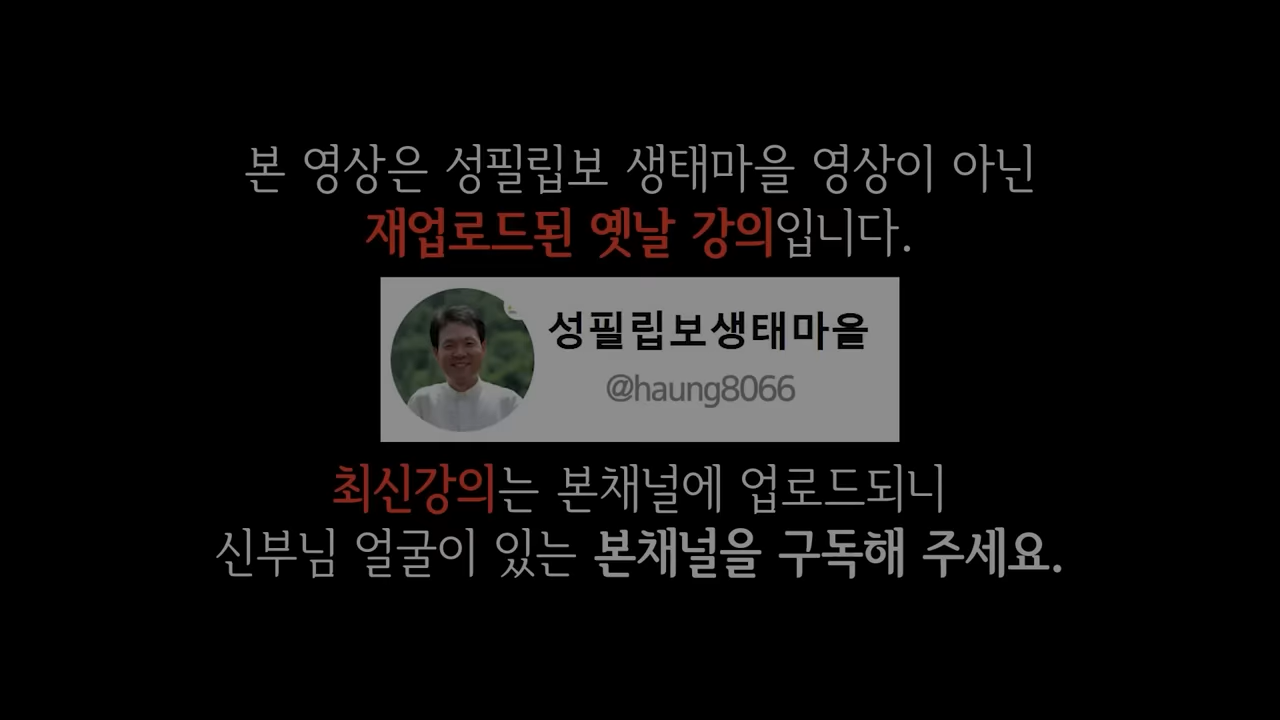 본 영상은 성필립보 생태마을 영상이 아닌
재업로드된 옛날 강의입니다.
성필립보생태마을
@haung8066
최신강의는 본채널에 업로드되니
신부님 얼굴이 있는 본채널을 구독해 주세요.